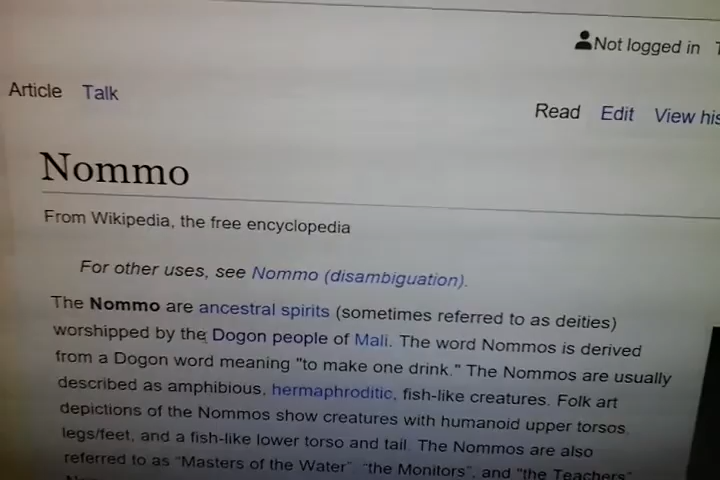 Not logged in
Article Talk
Read Edit View his
Nommo
From Wikipedia, the free encyclopedia
For other uses, see Nommo (disambiguation).
The Nommo are ancestral spirits (sometimes referred to as deities)
worshipped by the Dogon people of Mali. The word Nommos is derived
from a Dogon word meaning "to make one drink." The Nommos are usually
described as amphibious, hermaphroditic, fish-like creatures. Folk art
depictions of the Nommos show creatures with humanoid upper torsos,
legs/feet, and a fish-like lower torso and tail. The Nommos are also
referred to as "Masters of the Water", "the Monitors", and "the Teachers".